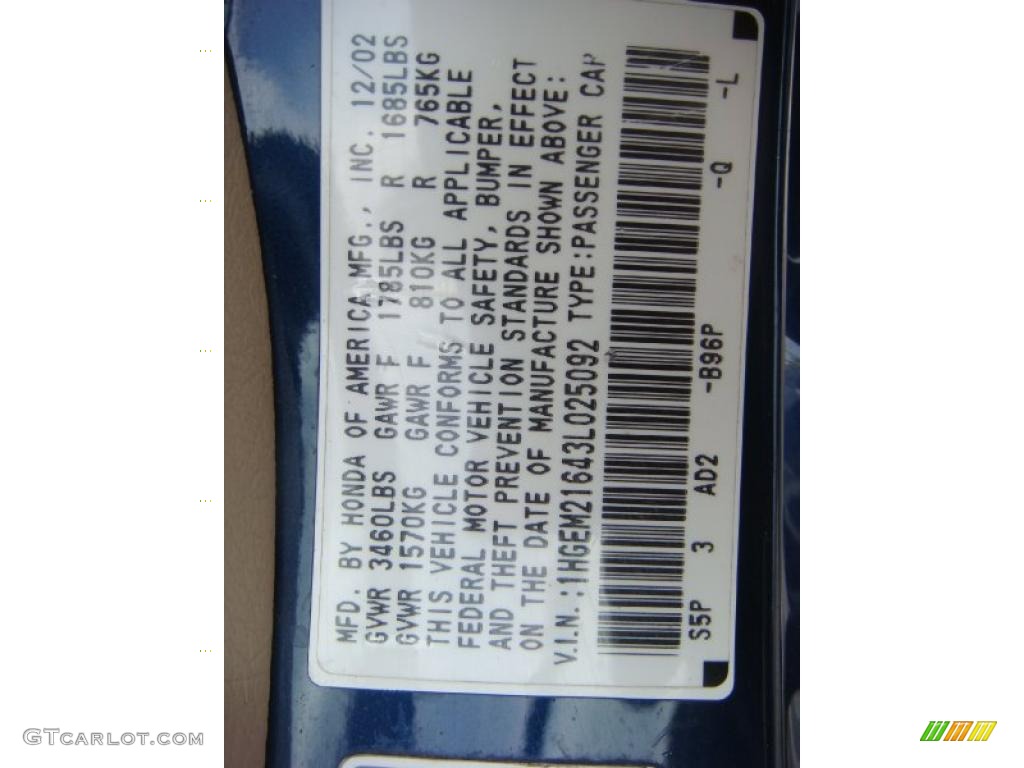 MFD. BY HONDA OF AMERICA MFG., INC. 12/02
GVWR 3460LBS GAWR F 1785LBS R 1685LBS
GVWR 1570KG GAWR F 810KG R 765KG
THIS VEHICLE CONFORMS TO ALL APPLICABLE
FEDERAL MOTOR VEHICLE SAFETY, BUMPER,
AND THEFT PREVENTION STANDARDS IN EFFECT
ON THE DATE OF MANUFACTURE SHOWN ABOVE:
V.I.N.:1HGEM21643L025092 TYPE:PASSENGER CAR
S5P 3 AD2 -B96P -Q -L
GTCARLOT.COM